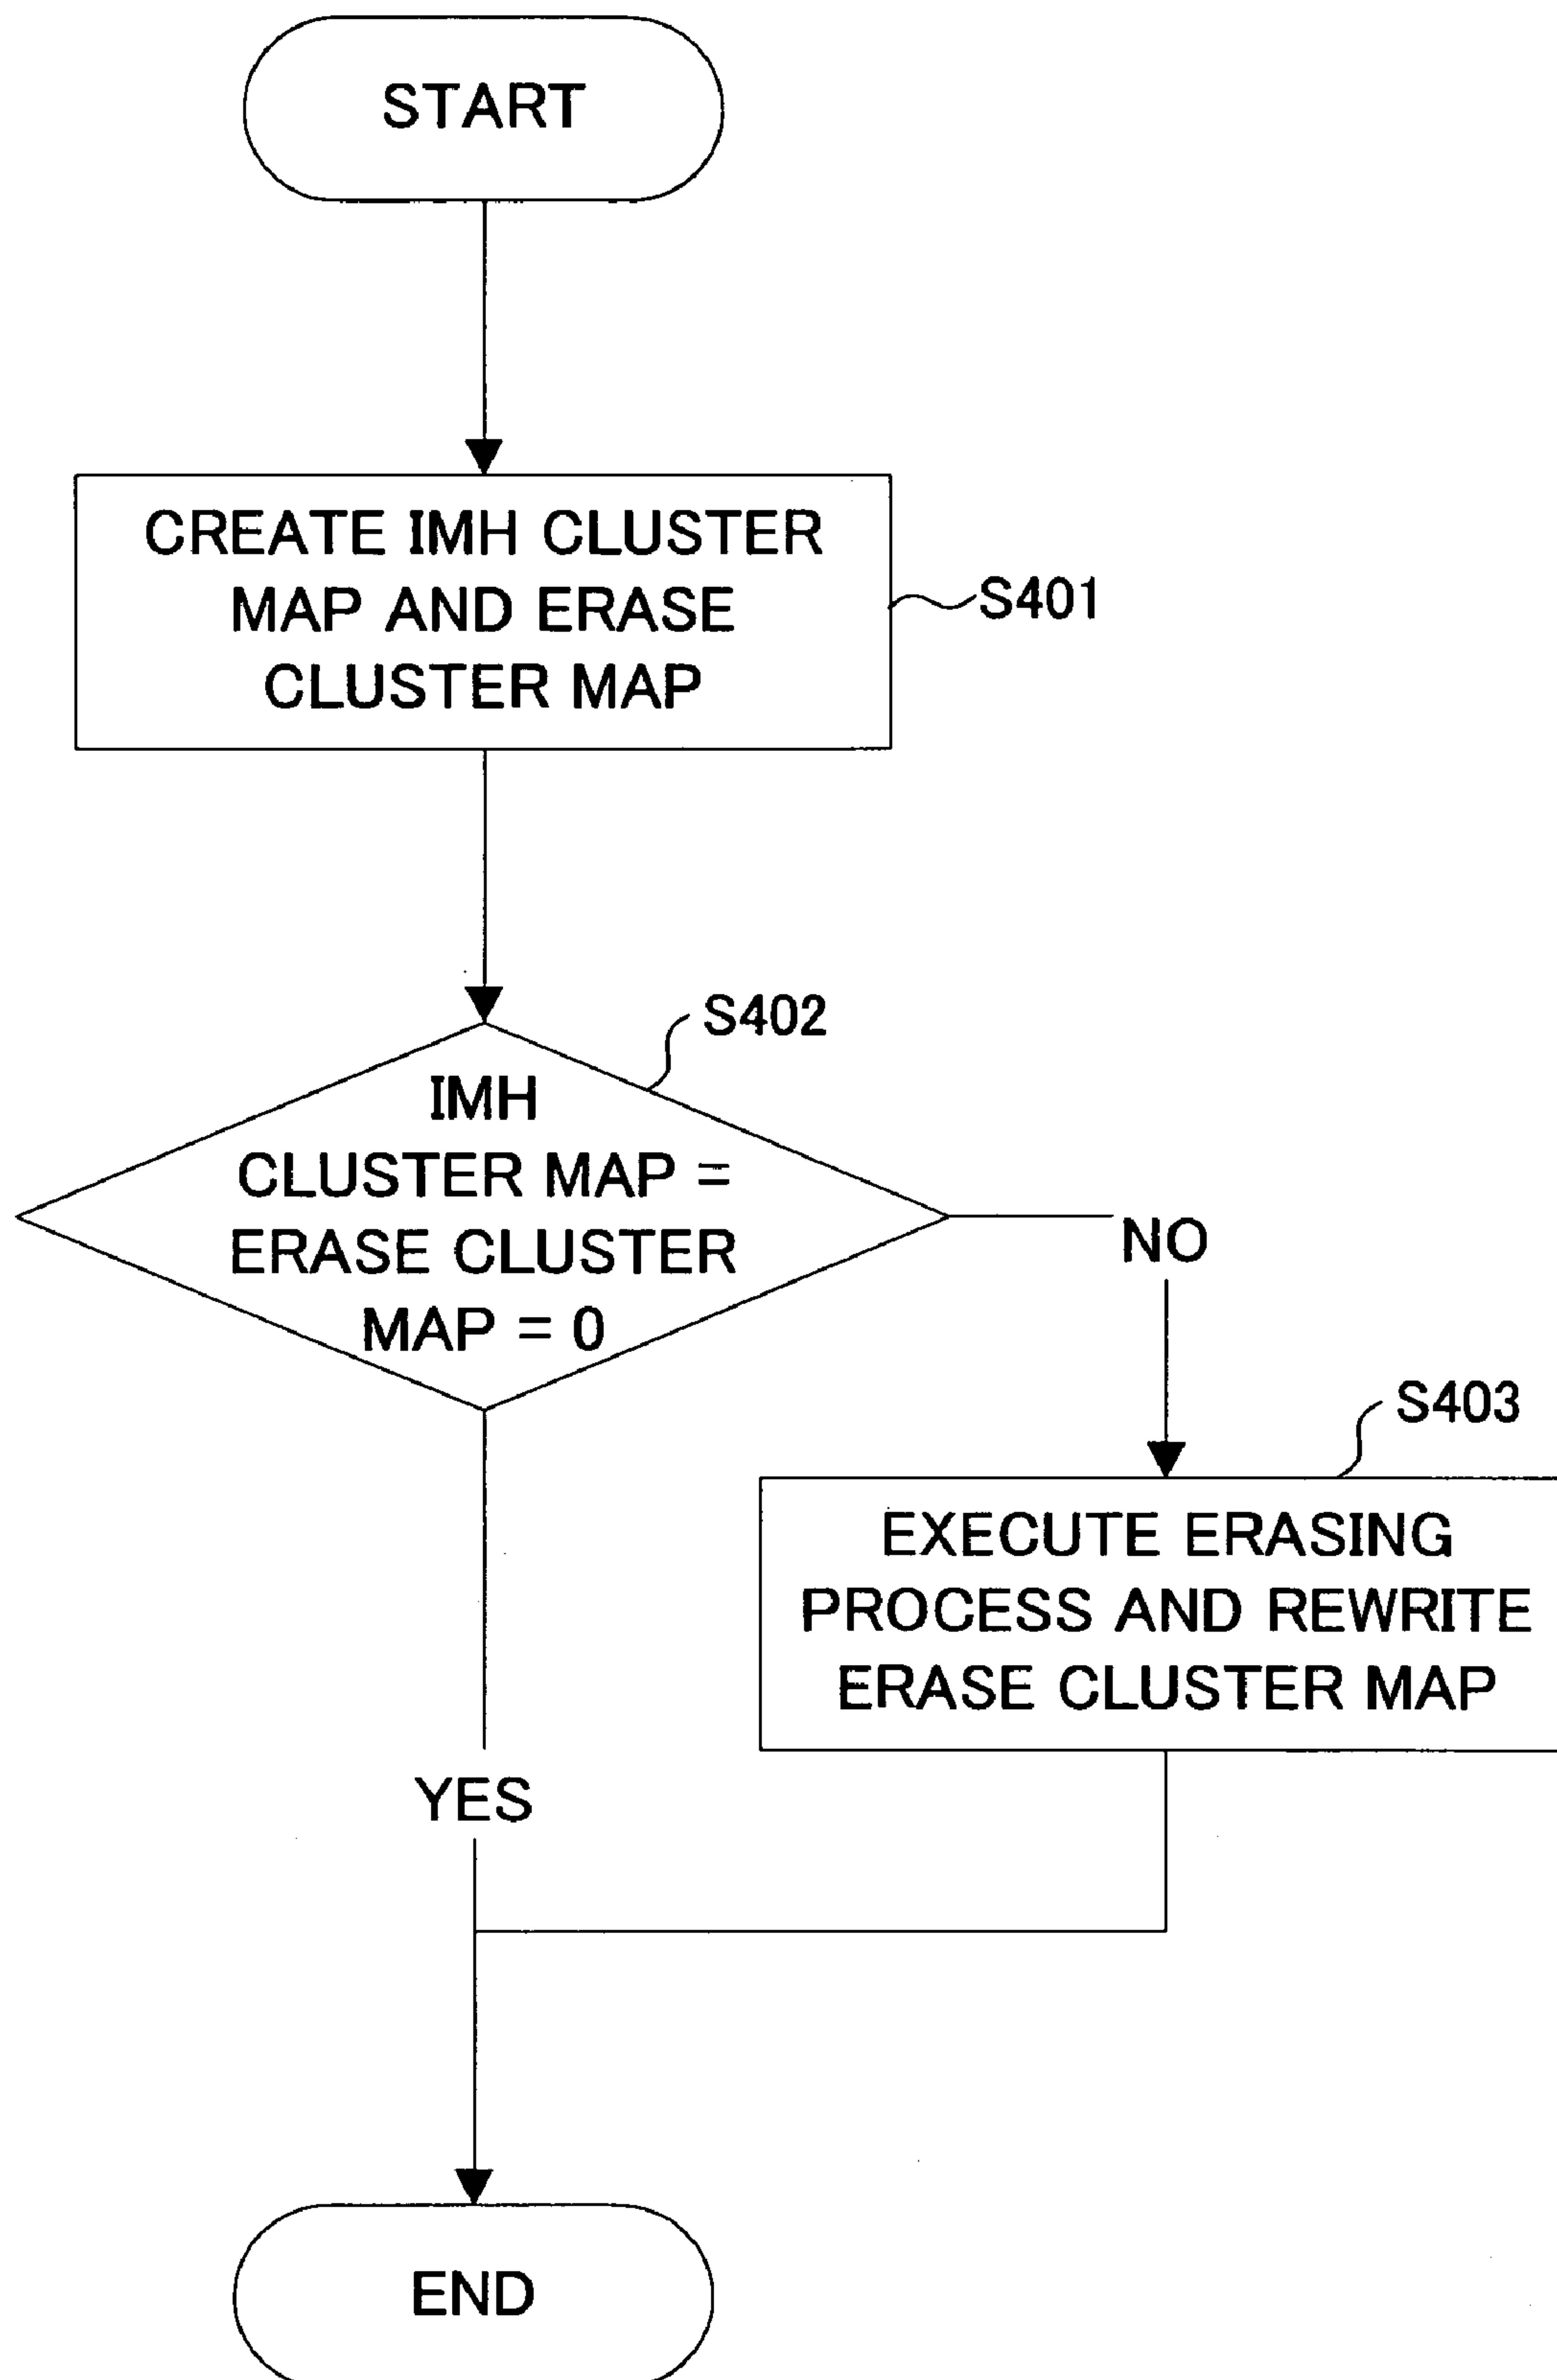 START
CREATE IMH CLUSTER
MAP AND ERASE
CLUSTER MAP
S401
S402
IMH
CLUSTER MAP =
ERASE CLUSTER
MAP = 0
NO
S403
EXECUTE ERASING
PROCESS AND REWRITE
ERASE CLUSTER MAP
YES
END